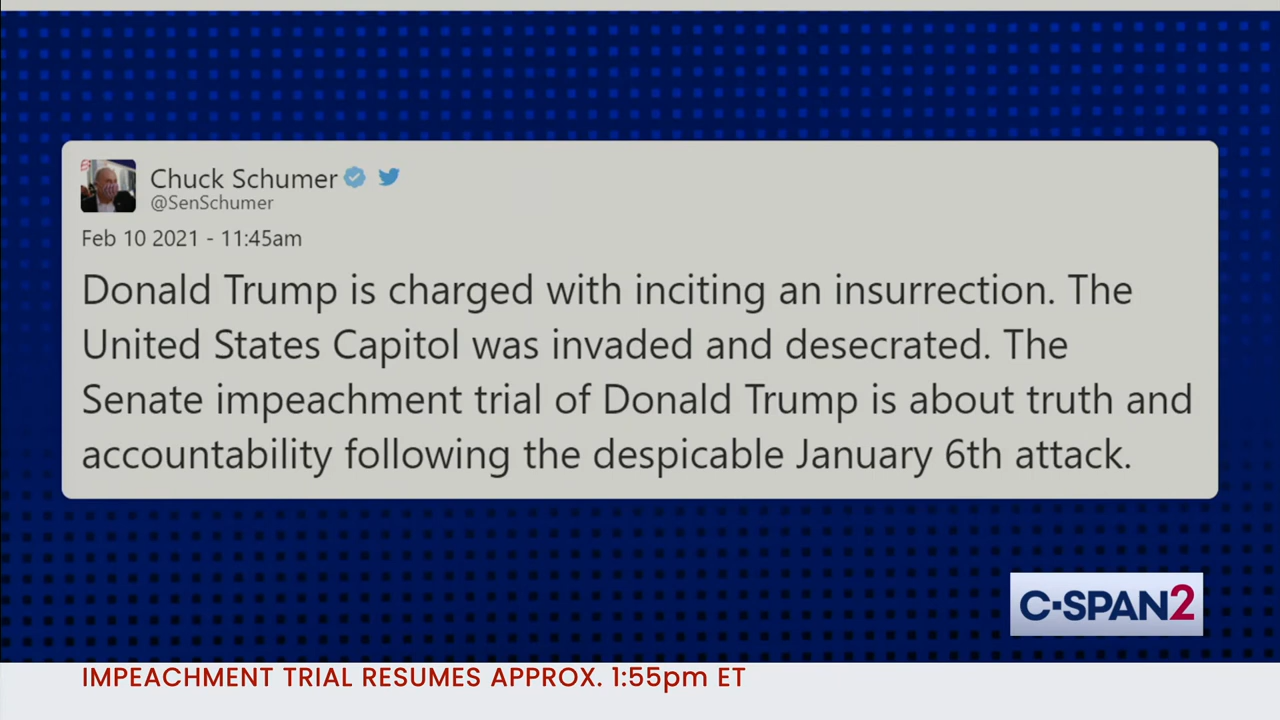 Chuck Schumer
@SenSchumer
Feb 10 2021 - 11:45am
Donald Trump is charged with inciting an insurrection. The
United States Capitol was invaded and desecrated. The
Senate impeachment trial of Donald Trump is about truth and
accountability following the despicable January 6th attack.
C-SPAN2
IMPEACHMENT TRIAL RESUMES APPROX. 1:55pm ET